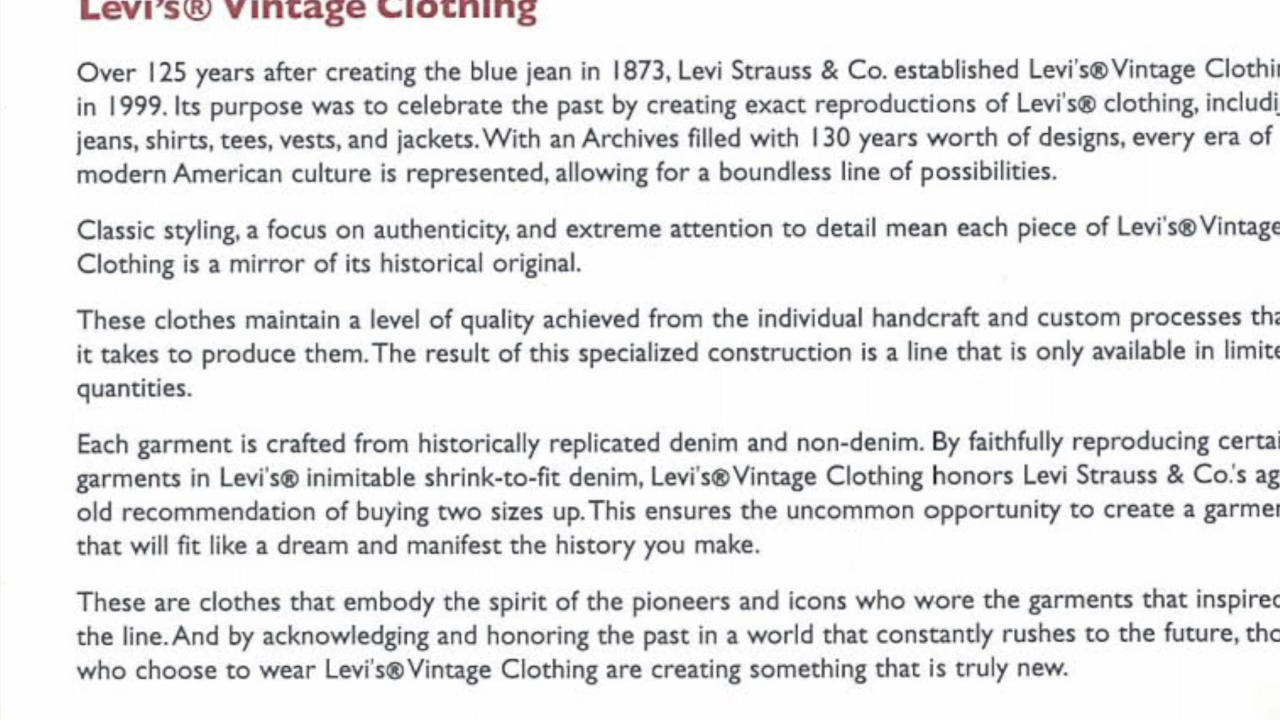 Levi's® Vintage Clothing
Over 125 years after creating the blue jean in 1873, Levi Strauss & Co. established Levi's® Vintage Clothin
in 1999. Its purpose was to celebrate the past by creating exact reproductions of Levi's® clothing, includi
jeans, shirts, tees, vests, and jackets. With an Archives filled with 130 years worth of designs, every era of
modern American culture is represented, allowing for a boundless line of possibilities.
Classic styling, a focus on authenticity, and extreme attention to detail mean each piece of Levi's® Vintage
Clothing is a mirror of its historical original.
These clothes maintain a level of quality achieved from the individual handcraft and custom processes tha
it takes to produce them. The result of this specialized construction is a line that is only available in limite
quantities.
Each garment is crafted from historically replicated denim and non-denim. By faithfully reproducing certai
garments in Levi's® inimitable shrink-to-fit denim, Levi's® Vintage Clothing honors Levi Strauss & Co.'s ag
old recommendation of buying two sizes up. This ensures the uncommon opportunity to create a garmen
that will fit like a dream and manifest the history you make.
These are clothes that embody the spirit of the pioneers and icons who wore the garments that inspired
the line. And by acknowledging and honoring the past in a world that constantly rushes to the future, tho
who choose to wear Levi's® Vintage Clothing are creating something that is truly new.